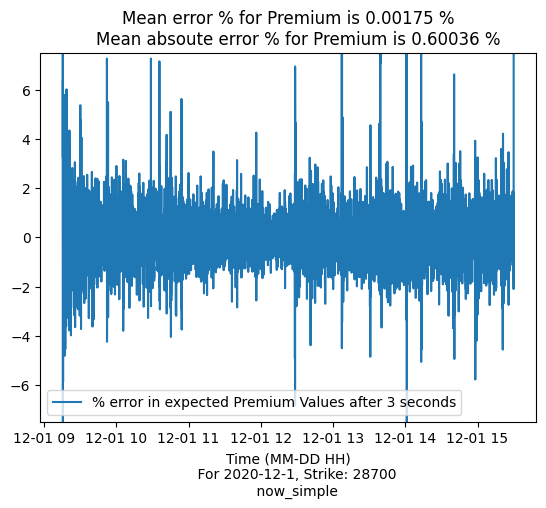 Mean error % for Premium is 0.00175 %
Mean absoute error % for Premium is 0.60036 %
6
4
2
0
−2
−4
−6
% error in expected Premium Values after 3 seconds
12-01 09 12-01 10 12-01 11 12-01 12 12-01 13 12-01 14 12-01 15
Time (MM-DD HH)
For 2020-12-1, Strike: 28700
now_simple